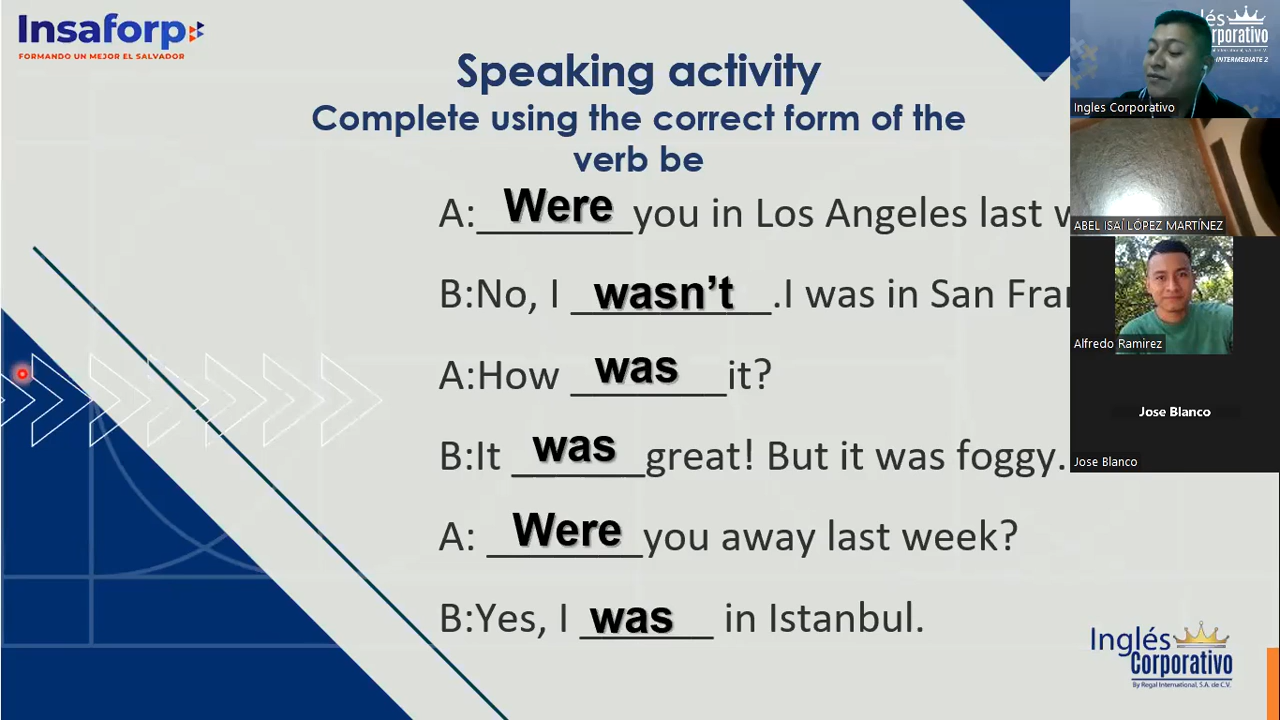 Insaforp
FORMANDO UN MEJOR EL SALVADOR
Speaking activity
Complete using the correct form of the
verb be
A: Were you in Los Angeles last
B:No, I wasn't .I was in San
A:How was it?
B:It was great! But it was foggy.
A: Were you away last week?
B:Yes, I was in Istanbul.
INTERMEDIATE 2
Ingles Corporativo
ABEL ISAÍ LÓPEZ MARTÍNEZ
Alfredo Ramirez
Jose Blanco
Jose Blanco
Inglés
Corporativo
By Regal International, S.A. de C.V.